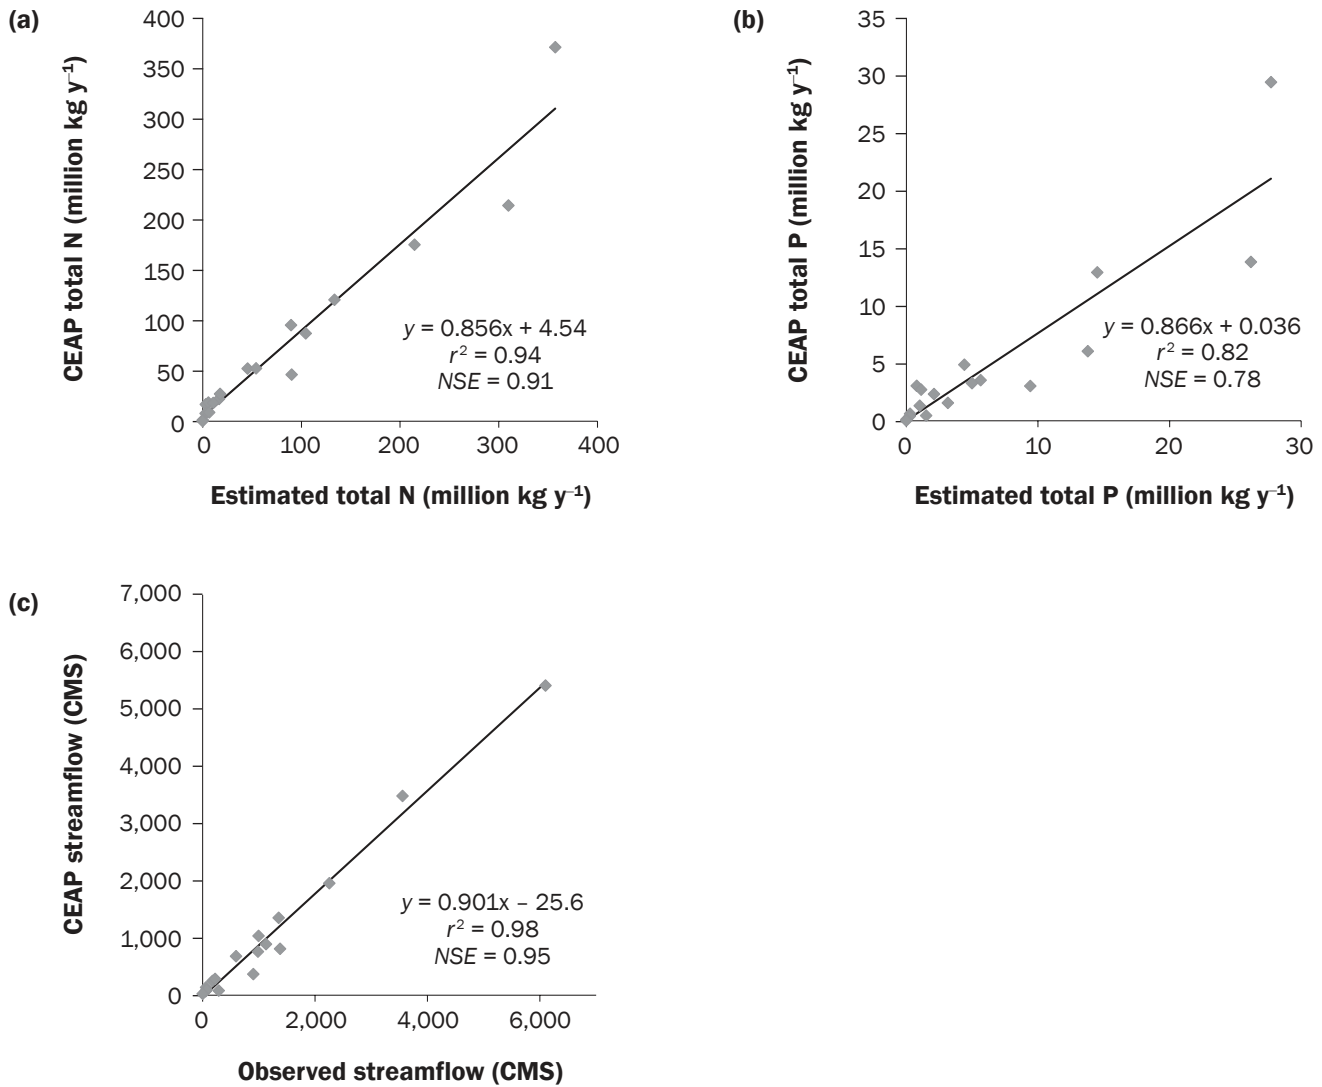 (a)
CEAP total N (million kg y⁻¹)
400
350
300
250
200
150
100
50
0
y = 0.856x + 4.54
r² = 0.94
NSE = 0.91
0 100 200 300 400
Estimated total N (million kg y⁻¹)
(b)
CEAP total P (million kg y⁻¹)
35
30
25
20
15
10
5
0
y = 0.866x + 0.036
r² = 0.82
NSE = 0.78
0 10 20 30
Estimated total P (million kg y⁻¹)
(c)
CEAP streamflow (CMS)
7,000
6,000
5,000
4,000
3,000
2,000
1,000
0
y = 0.901x – 25.6
r² = 0.98
NSE = 0.95
0 2,000 4,000 6,000
Observed streamflow (CMS)